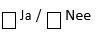 ☐ Ja / ☐ Nee